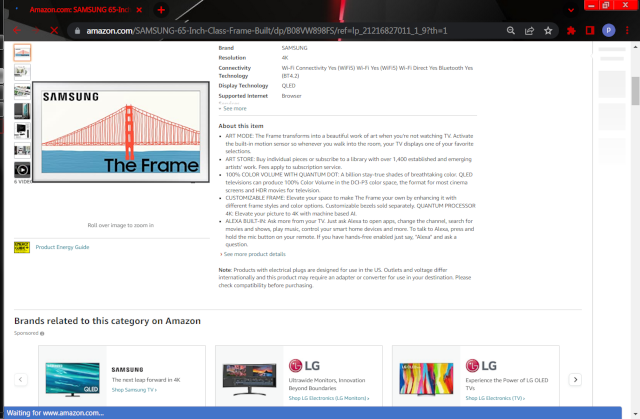 Amazon.com: SAMSUNG 65-Inch
amazon.com/SAMSUNG-65-Inch-Class-Frame-Built/dp/B08VW898FS/ref=lp_21216827011_1_9?th=1
P
Brand SAMSUNG
Resolution 4K
Connectivity Technology Wi-Fi Connectivity Yes (WIFI5) Wi-Fi Yes (WIFI5) Wi-Fi Direct Yes Bluetooth Yes
(BT4.2)
Display Technology QLED
Supported Internet Browser
See more
SAMSUNG
The Frame
6 VIDEO
Roll over image to zoom in
Product Energy Guide
About this item
• ART MODE: The Frame transforms into a beautiful work of art when you're not watching TV. Activate
the built-in motion sensor so whenever you walk into the room, your TV displays one of your favorite
selections.
• ART STORE: Buy individual pieces or subscribe to a library with over 1,400 established and emerging
artists' work. Fees apply to subscription service.
• 100% COLOR VOLUME WITH QUANTUM DOT: A billion stay-true shades of breathtaking color. QLED
televisions can produce 100% Color Volume in the DCI-P3 color space, the format for most cinema
screens and HDR movies for television.
• CUSTOMIZABLE FRAME: Elevate your space to make The Frame your own by enhancing it with
different frame styles and color options. Customizable bezels sold separately. QUANTUM PROCESSOR
4K: Elevate your picture to 4K with machine based AI.
• ALEXA BUILT-IN: Ask more from your TV. Just ask Alexa to open apps, change the channel, search for
movies and shows, play music, control your smart home devices and more. To talk to Alexa, press and
hold the mic button on your remote. If you have hands-free enabled just say, "Alexa" and ask a
question.
› See more product details
Note: Products with electrical plugs are designed for use in the US. Outlets and voltage differ
internationally and this product may require an adapter or converter for use in your destination. Please
check compatibility before purchasing.
Brands related to this category on Amazon
Sponsored
SAMSUNG
The next leap forward in 4K
Shop Samsung TV ›
QLED
LG
Ultrawide Monitors, Innovation
Beyond Boundaries
Shop LG Electronics (LG Monitors) ›
LG
Experience the Power of LG OLED
TVs
Shop LG Electronics (TV) ›
Waiting for www.amazon.com...